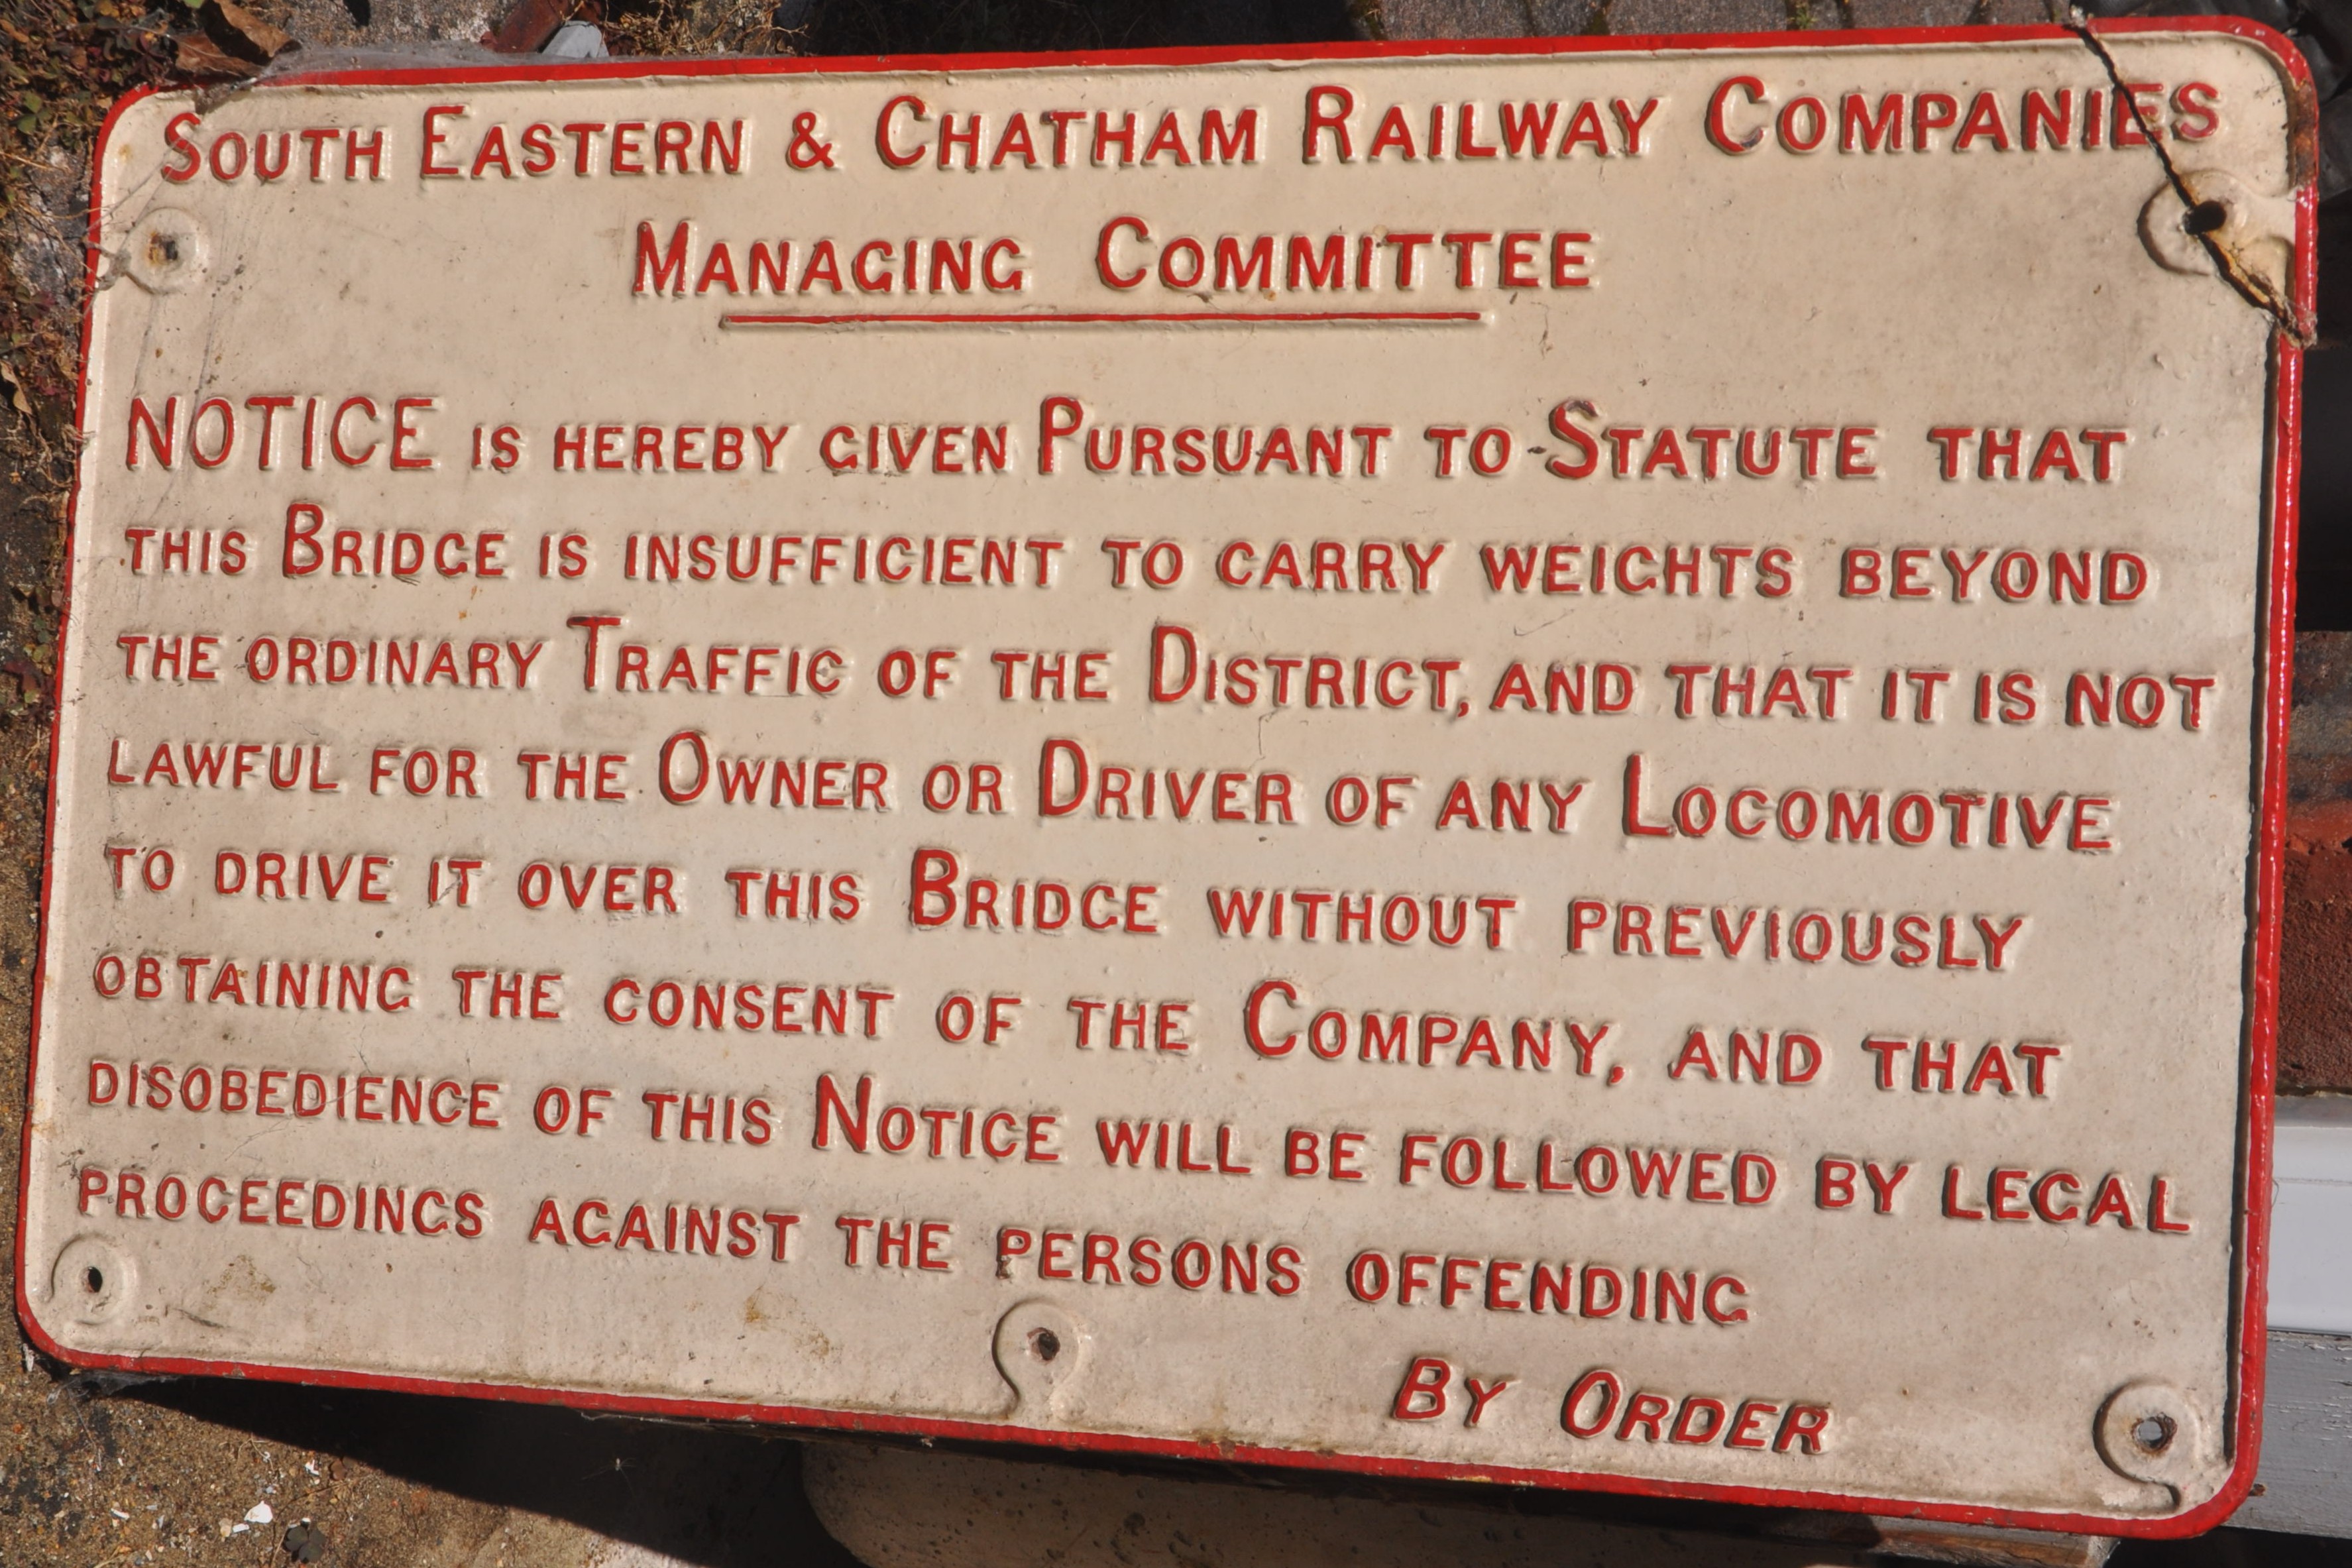 SOUTH EASTERN & CHATHAM RAILWAY COMPANIES
MANAGING COMMITTEE
NOTICE IS HEREBY GIVEN PURSUANT TO STATUTE THAT
THIS BRIDGE IS INSUFFICIENT TO CARRY WEIGHTS BEYOND
THE ORDINARY TRAFFIC OF THE DISTRICT, AND THAT IT IS NOT
LAWFUL FOR THE OWNER OR DRIVER OF ANY LOCOMOTIVE
TO DRIVE IT OVER THIS BRIDGE WITHOUT PREVIOUSLY
OBTAINING THE CONSENT OF THE COMPANY, AND THAT
DISOBEDIENCE OF THIS NOTICE WILL BE FOLLOWED BY LEGAL
PROCEEDINGS AGAINST THE PERSONS OFFENDING
BY ORDER